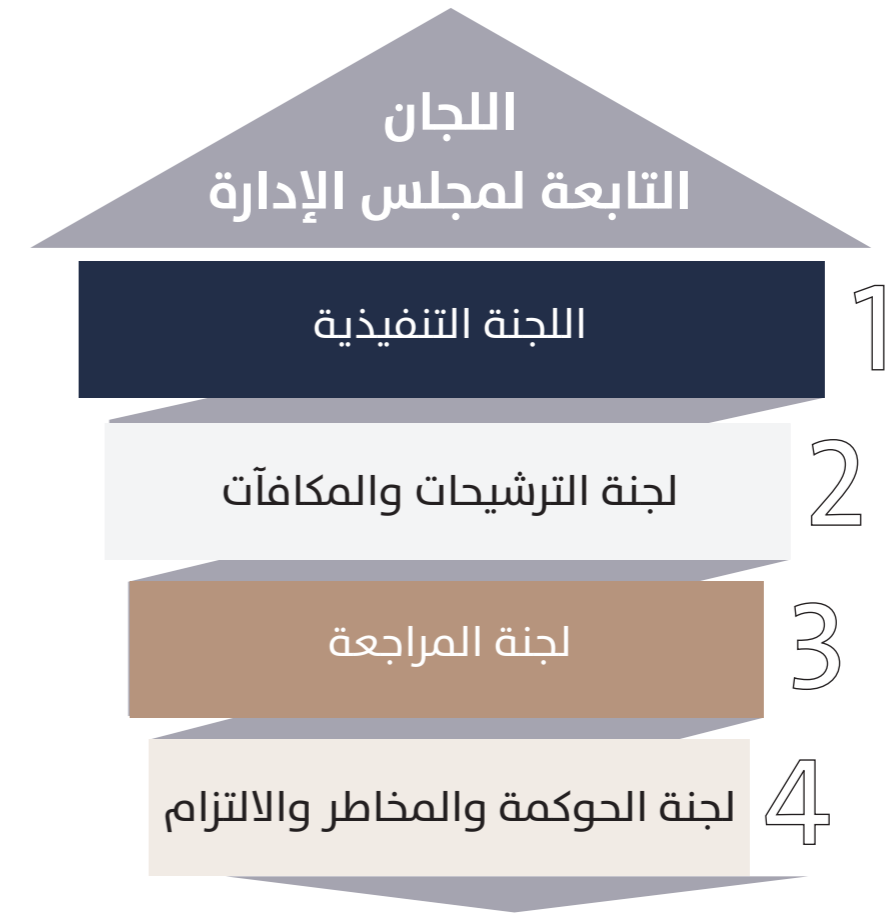 اللجان
التابعة لمجلس الإدارة
اللجنة التنفيذية
1
لجنة الترشيحات والمكافآت
2
لجنة المراجعة
3
لجنة الحوكمة والمخاطر والالتزام
4